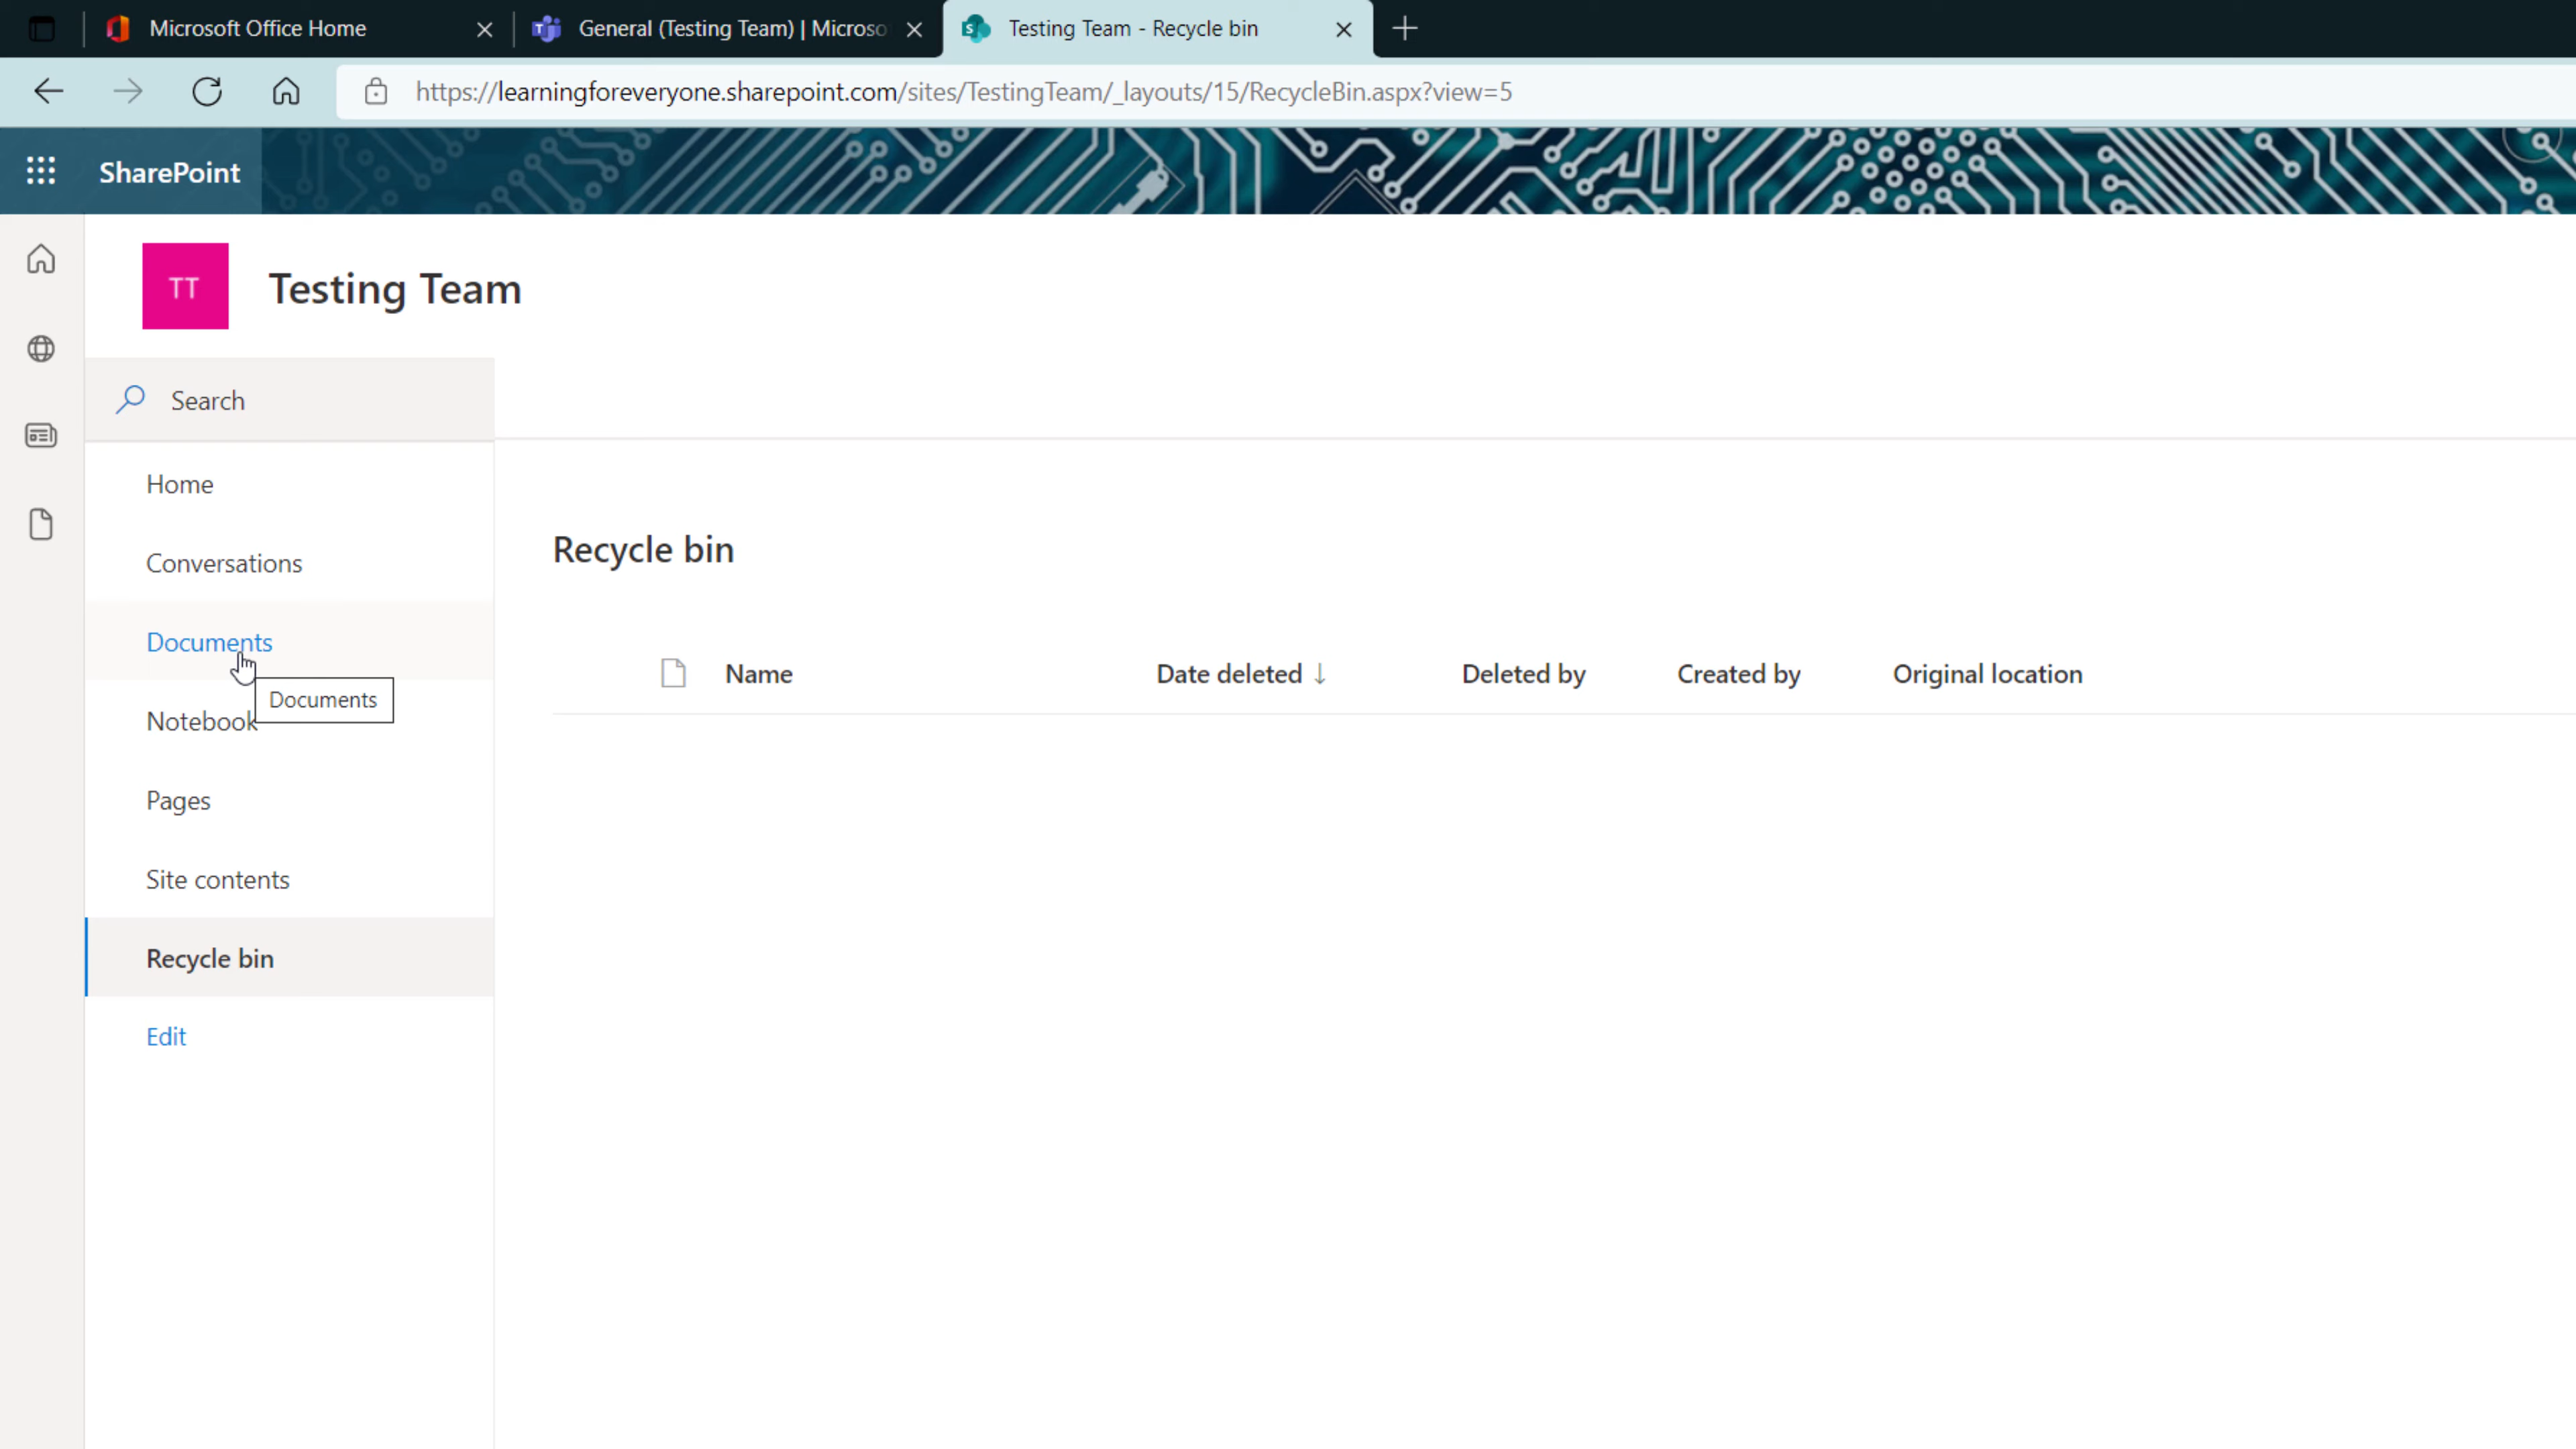 Microsoft Office Home
General (Testing Team) | Microso
Testing Team - Recycle bin
https://learningforeveryone.sharepoint.com/sites/TestingTeam/_layouts/15/RecycleBin.aspx?view=5
SharePoint
TT
Testing Team
Search
Home
Conversations
Documents
Documents
Notebook
Pages
Site contents
Recycle bin
Edit
Recycle bin
Name Date deleted ↓ Deleted by Created by Original location